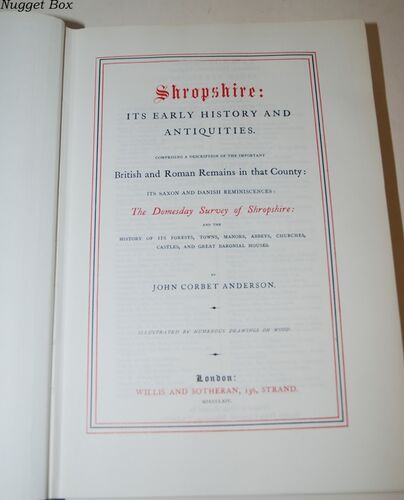 Nugget Box
Shropshire:
ITS EARLY HISTORY AND
ANTIQUITIES.
COMPRISING A DESCRIPTION OF THE IMPORTANT
British and Roman Remains in that County:
ITS SAXON AND DANISH REMINISCENCES:
The Domesday Survey of Shropshire:
AND THE
HISTORY OF ITS FORESTS, TOWNS, MANORS, ABBEYS, CHURCHES,
CASTLES, AND GREAT BARONIAL HOUSES.
BY
JOHN CORBET ANDERSON.
ILLUSTRATED BY NUMEROUS DRAWINGS ON WOOD.
London:
WILLIS AND SOTHERAN, 136, STRAND.
MDCCCLXIV.